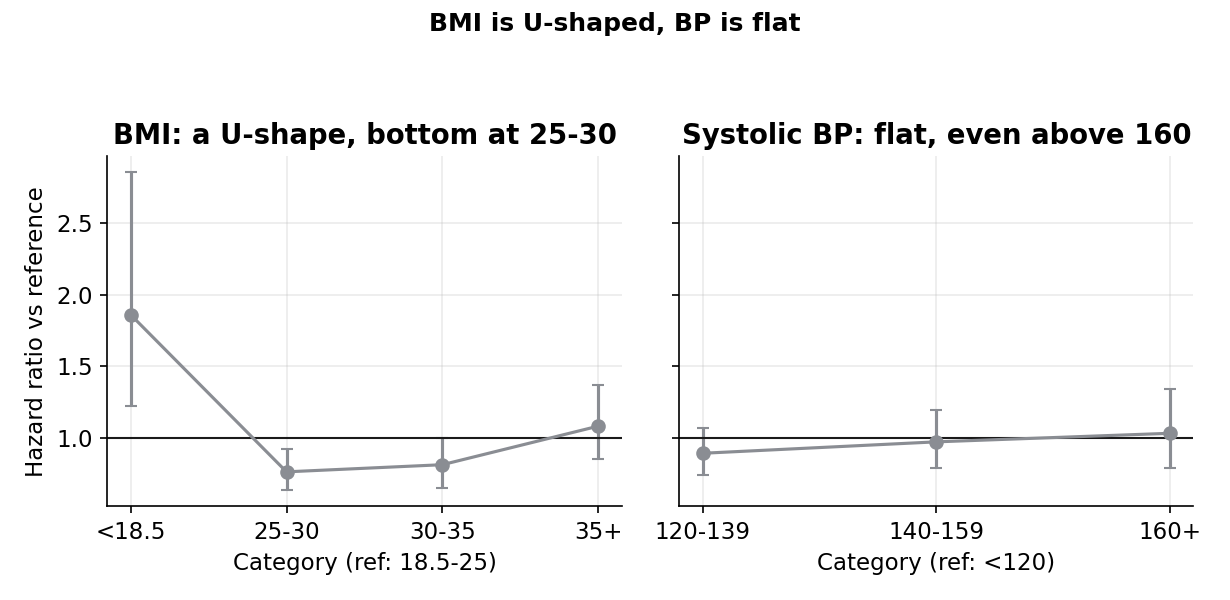 BMI is U-shaped, BP is flat
BMI: a U-shape, bottom at 25-30
Hazard ratio vs reference
2.5
2.0
1.5
1.0
<18.5
25-30
30-35
35+
Category (ref: 18.5-25)
Systolic BP: flat, even above 160
120-139
140-159
160+
Category (ref: <120)